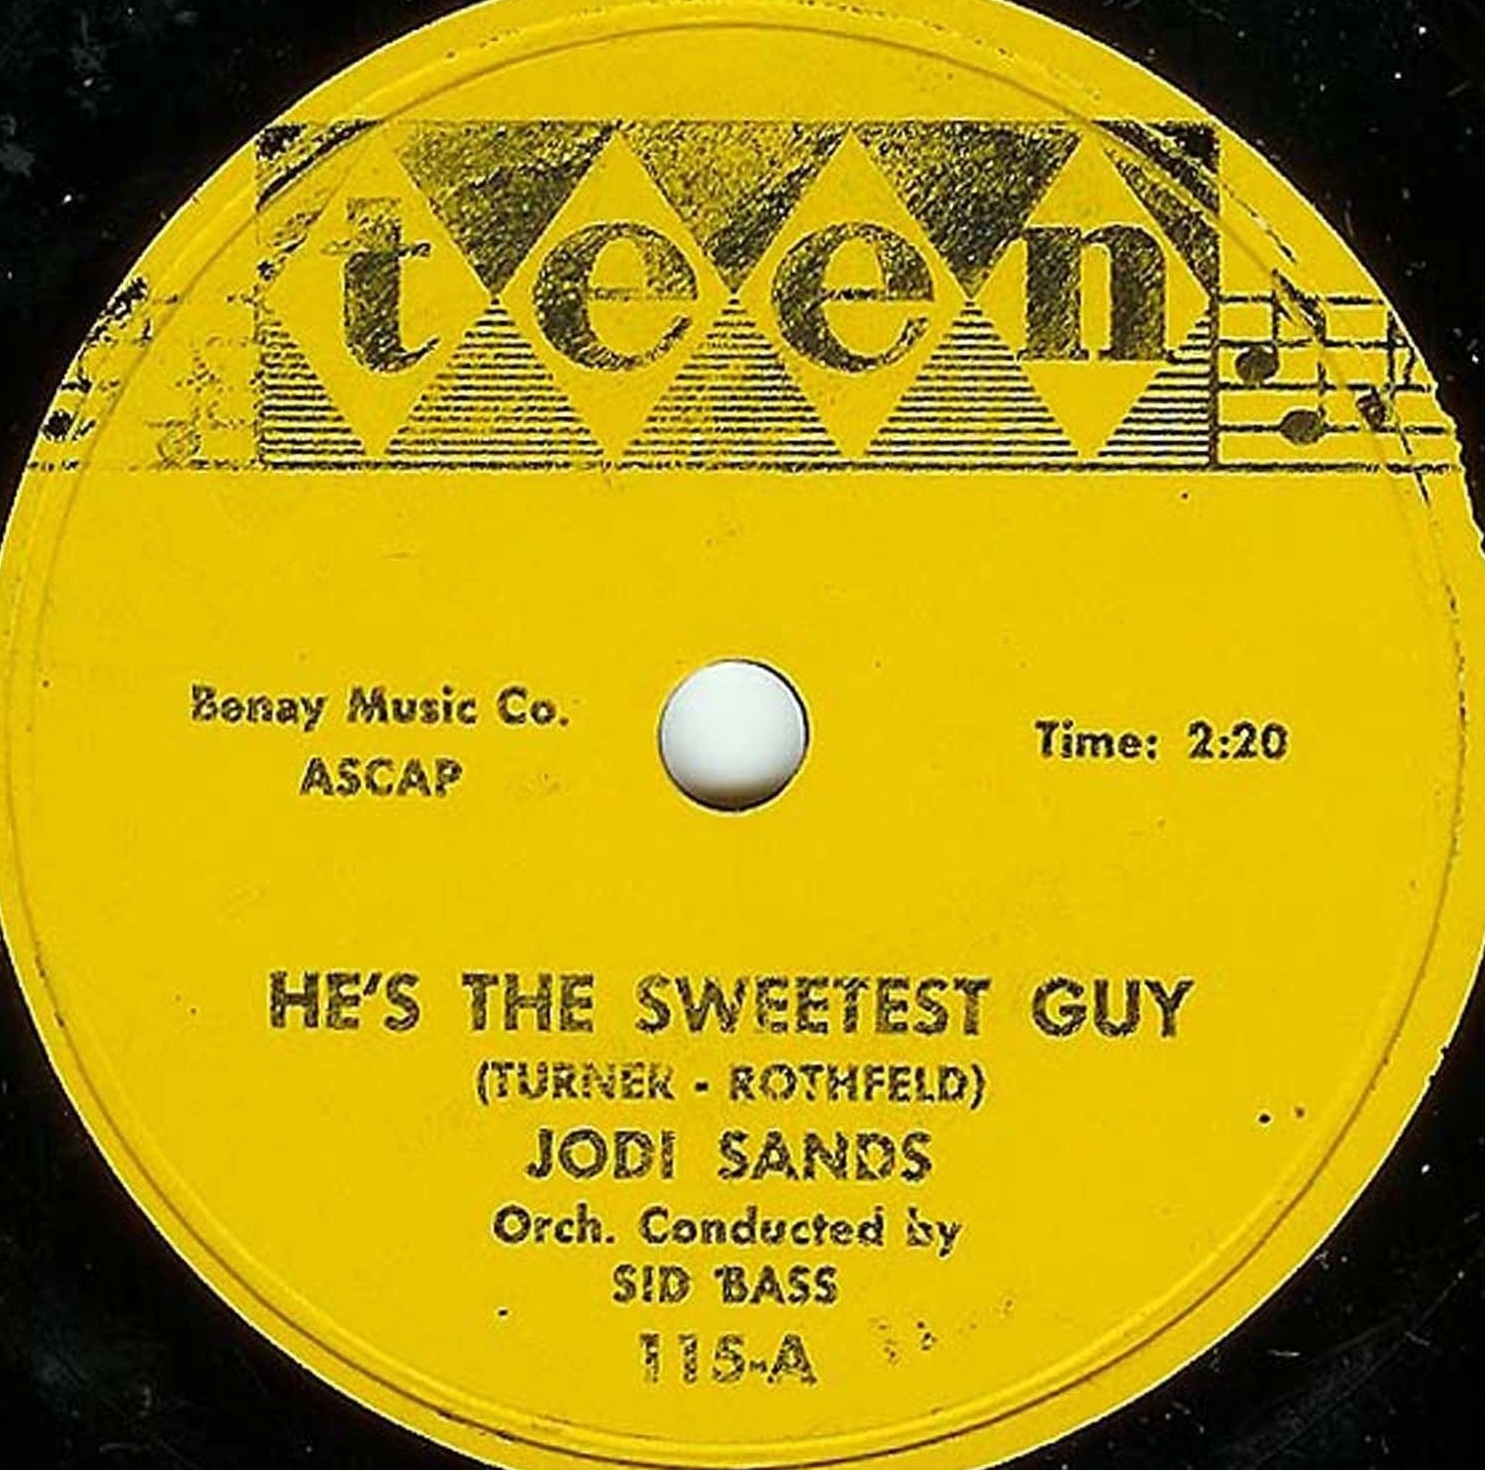 teen
Benay Music Co.
ASCAP
Time: 2:20
HE'S THE SWEETEST GUY
(TURNER - ROTHFELD)
JODI SANDS
Orch. Conducted by
SID BASS
115-A